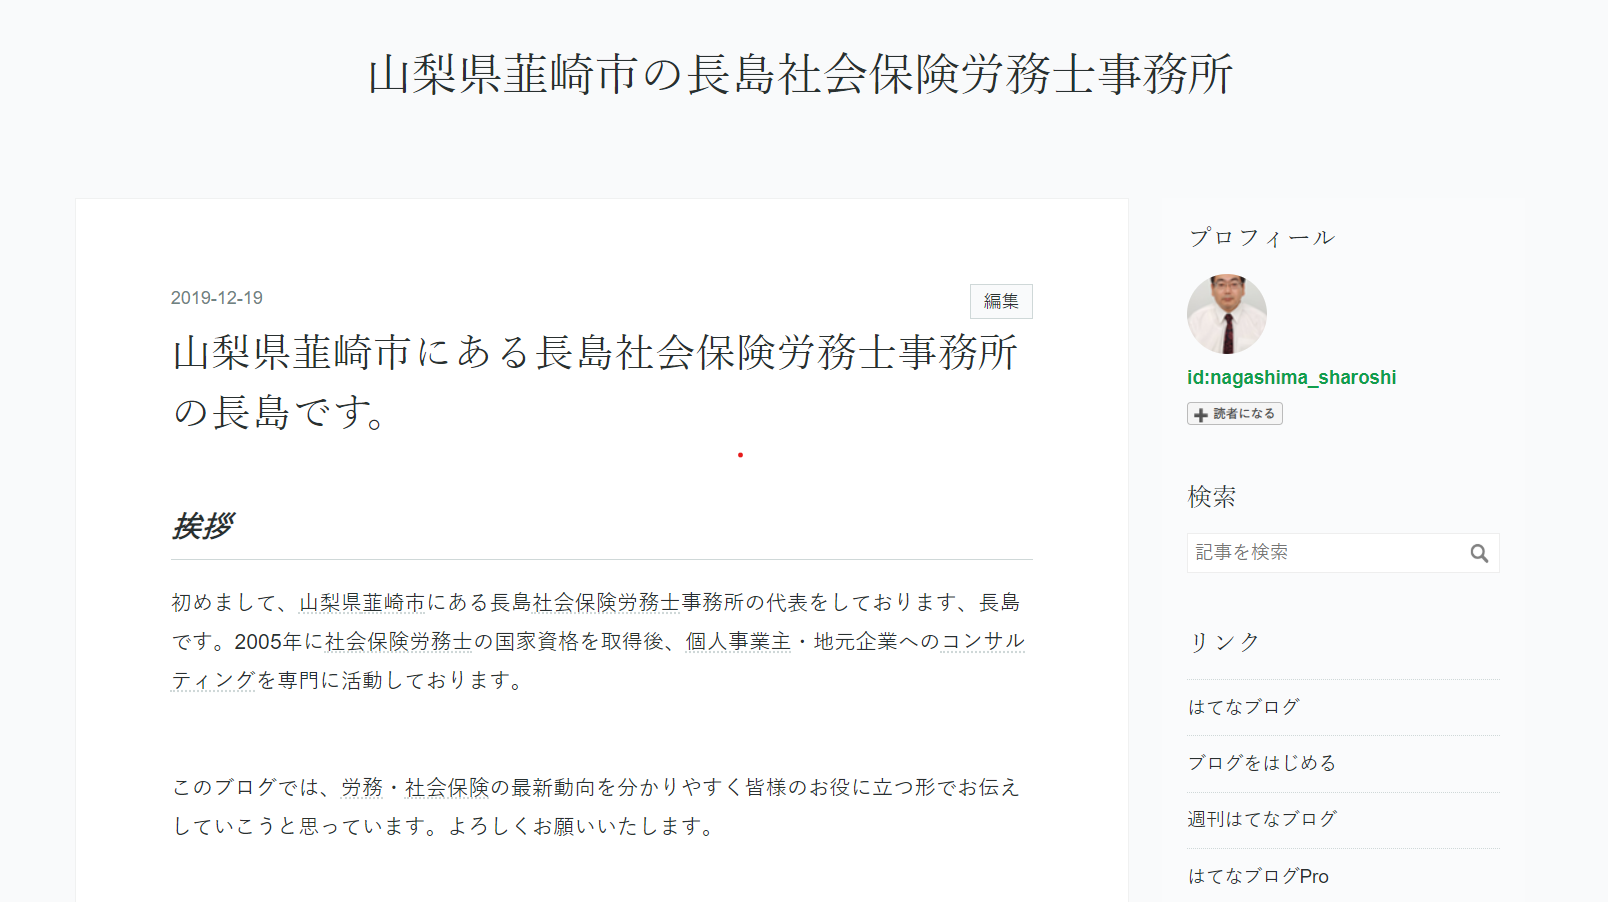 山梨県韮崎市の長島社会保険労務士事務所
2019-12-19
編集
山梨県韮崎市にある長島社会保険労務士事務所
の長島です。
挨拶
初めまして、山梨県韮崎市にある長島社会保険労務士事務所の代表をしております、長島
です。2005年に社会保険労務士の国家資格を取得後、個人事業主・地元企業へのコンサル
ティングを専門に活動しております。
このブログでは、労務・社会保険の最新動向を分かりやすく皆様のお役に立つ形でお伝え
していこうと思っています。よろしくお願いいたします。
プロフィール
id:nagashima_sharoshi
読者になる
検索
記事を検索
リンク
はてなブログ
ブログをはじめる
週刊はてなブログ
はてなブログPro